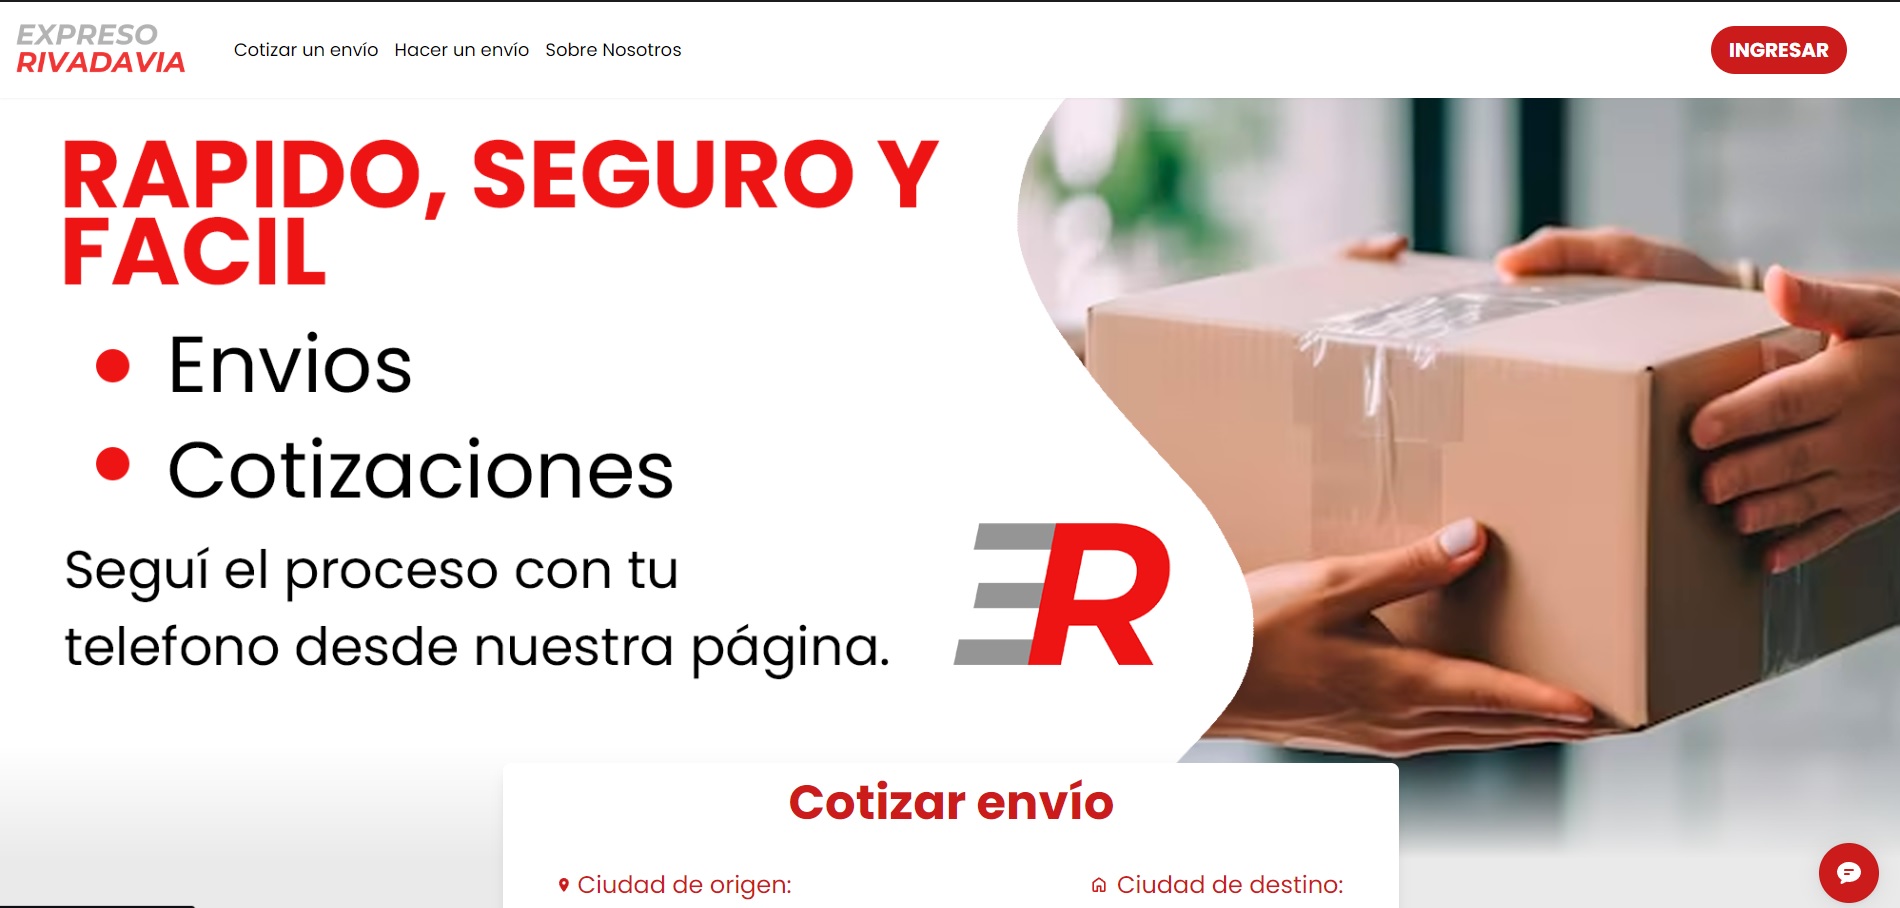 EXPRESO
RIVADAVIA
Cotizar un envío Hacer un envío Sobre Nosotros
INGRESAR
RAPIDO, SEGURO Y
FACIL
Envios
Cotizaciones
Seguí el proceso con tu
telefono desde nuestra página.
ER
Cotizar envío
Ciudad de origen:
Ciudad de destino: